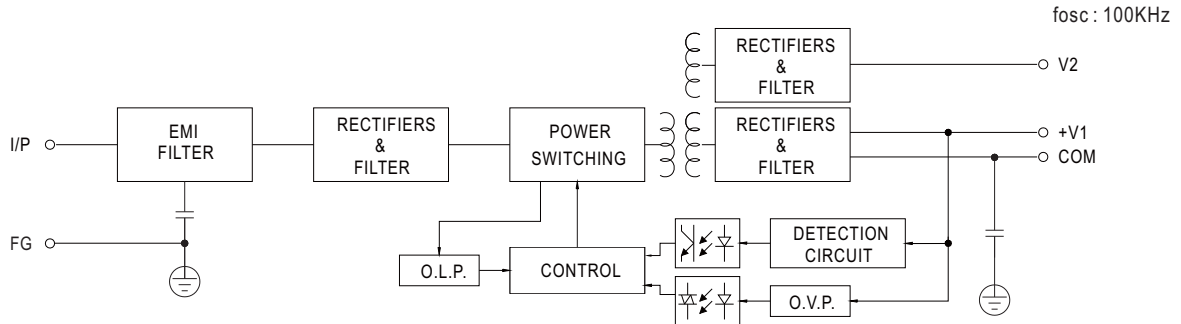 fosc : 100KHz
RECTIFIERS
&
FILTER
V2
I/P
EMI
FILTER
RECTIFIERS
&
FILTER
POWER
SWITCHING
RECTIFIERS
&
FILTER
+V1
COM
FG
O.L.P.
CONTROL
DETECTION
CIRCUIT
O.V.P.